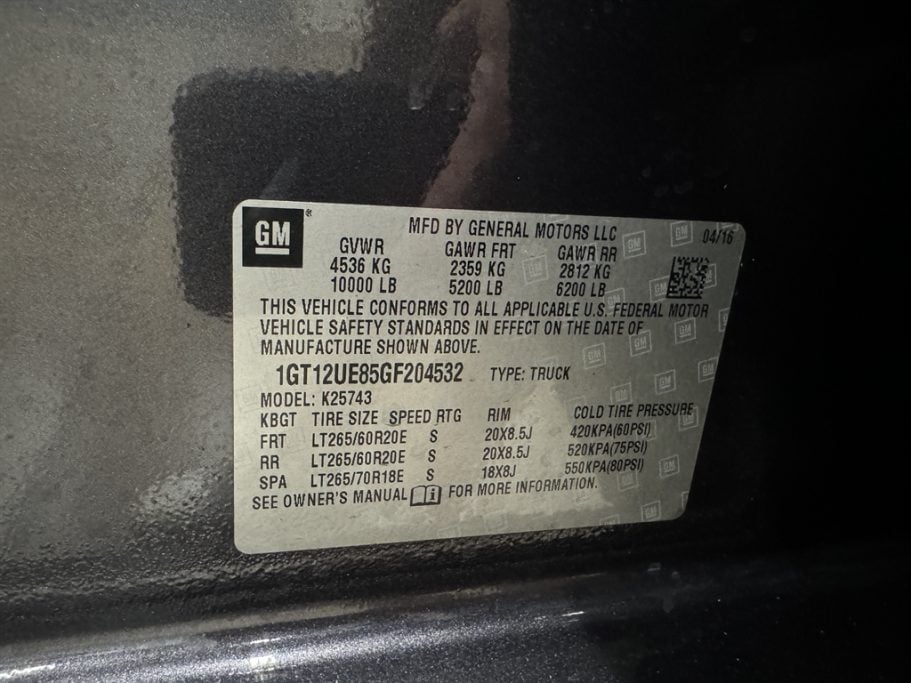 GM
MFD BY GENERAL MOTORS LLC 04/16
GVWR GAWR FRT GAWR RR
4536 KG 2359 KG 2812 KG
10000 LB 5200 LB 6200 LB
THIS VEHICLE CONFORMS TO ALL APPLICABLE U.S. FEDERAL MOTOR
VEHICLE SAFETY STANDARDS IN EFFECT ON THE DATE OF
MANUFACTURE SHOWN ABOVE.
1GT12UE85GF204532 TYPE: TRUCK
MODEL: K25743
KBGT TIRE SIZE SPEED RTG RIM COLD TIRE PRESSURE
FRT LT265/60R20E S 20X8.5J 420KPA(60PSI)
RR LT265/60R20E S 20X8.5J 520KPA(75PSI)
SPA LT265/70R18E S 18X8J 550KPA(80PSI)
SEE OWNER'S MANUAL FOR MORE INFORMATION.